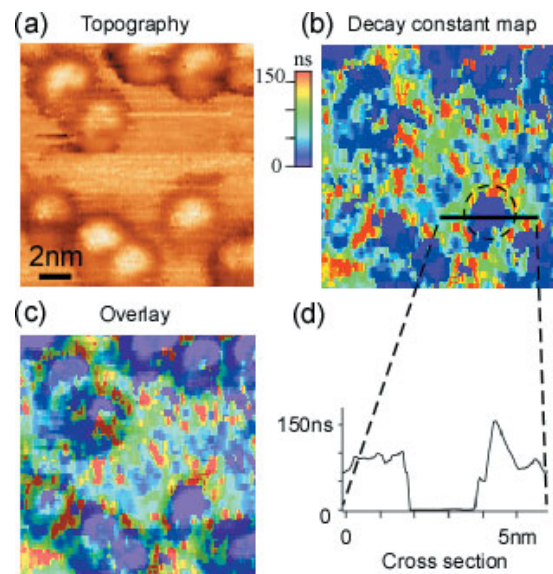 (a) Topography
(b) Decay constant map
ns
150
0
2nm
(c) Overlay
(d)
150ns
0
0 5nm
Cross section